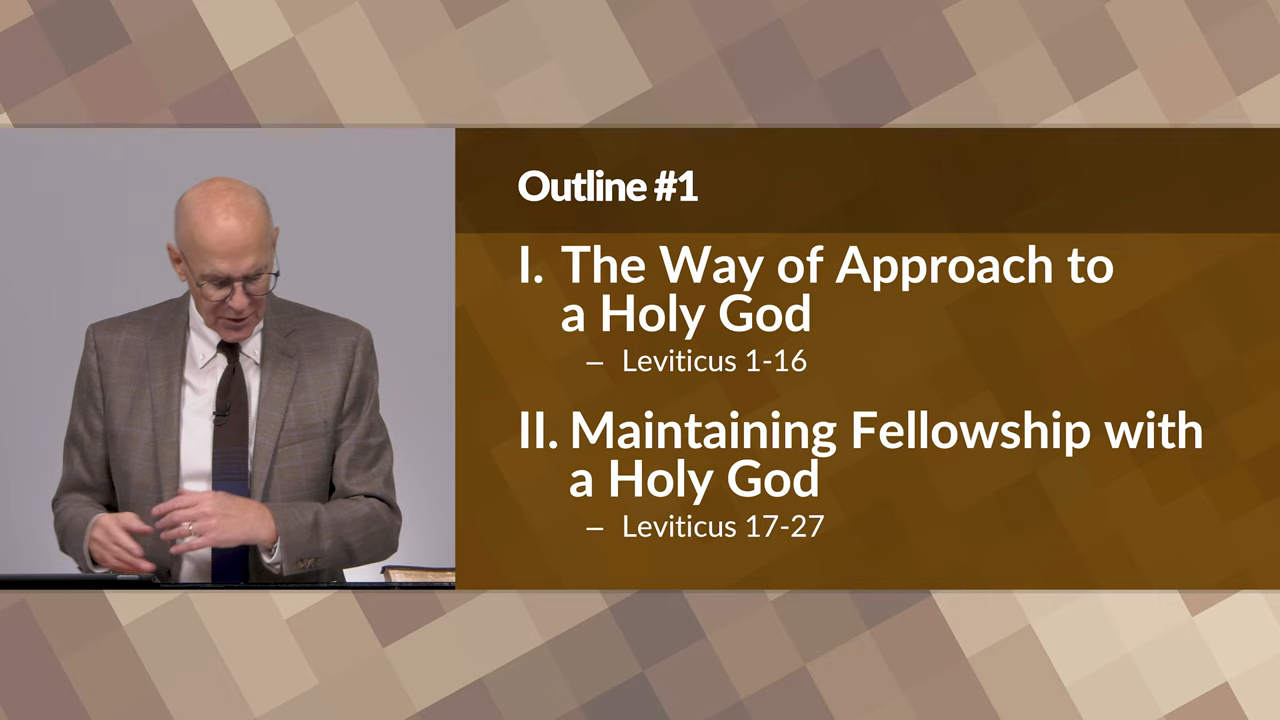 Outline #1
I. The Way of Approach to
a Holy God
– Leviticus 1-16
II. Maintaining Fellowship with
a Holy God
– Leviticus 17-27